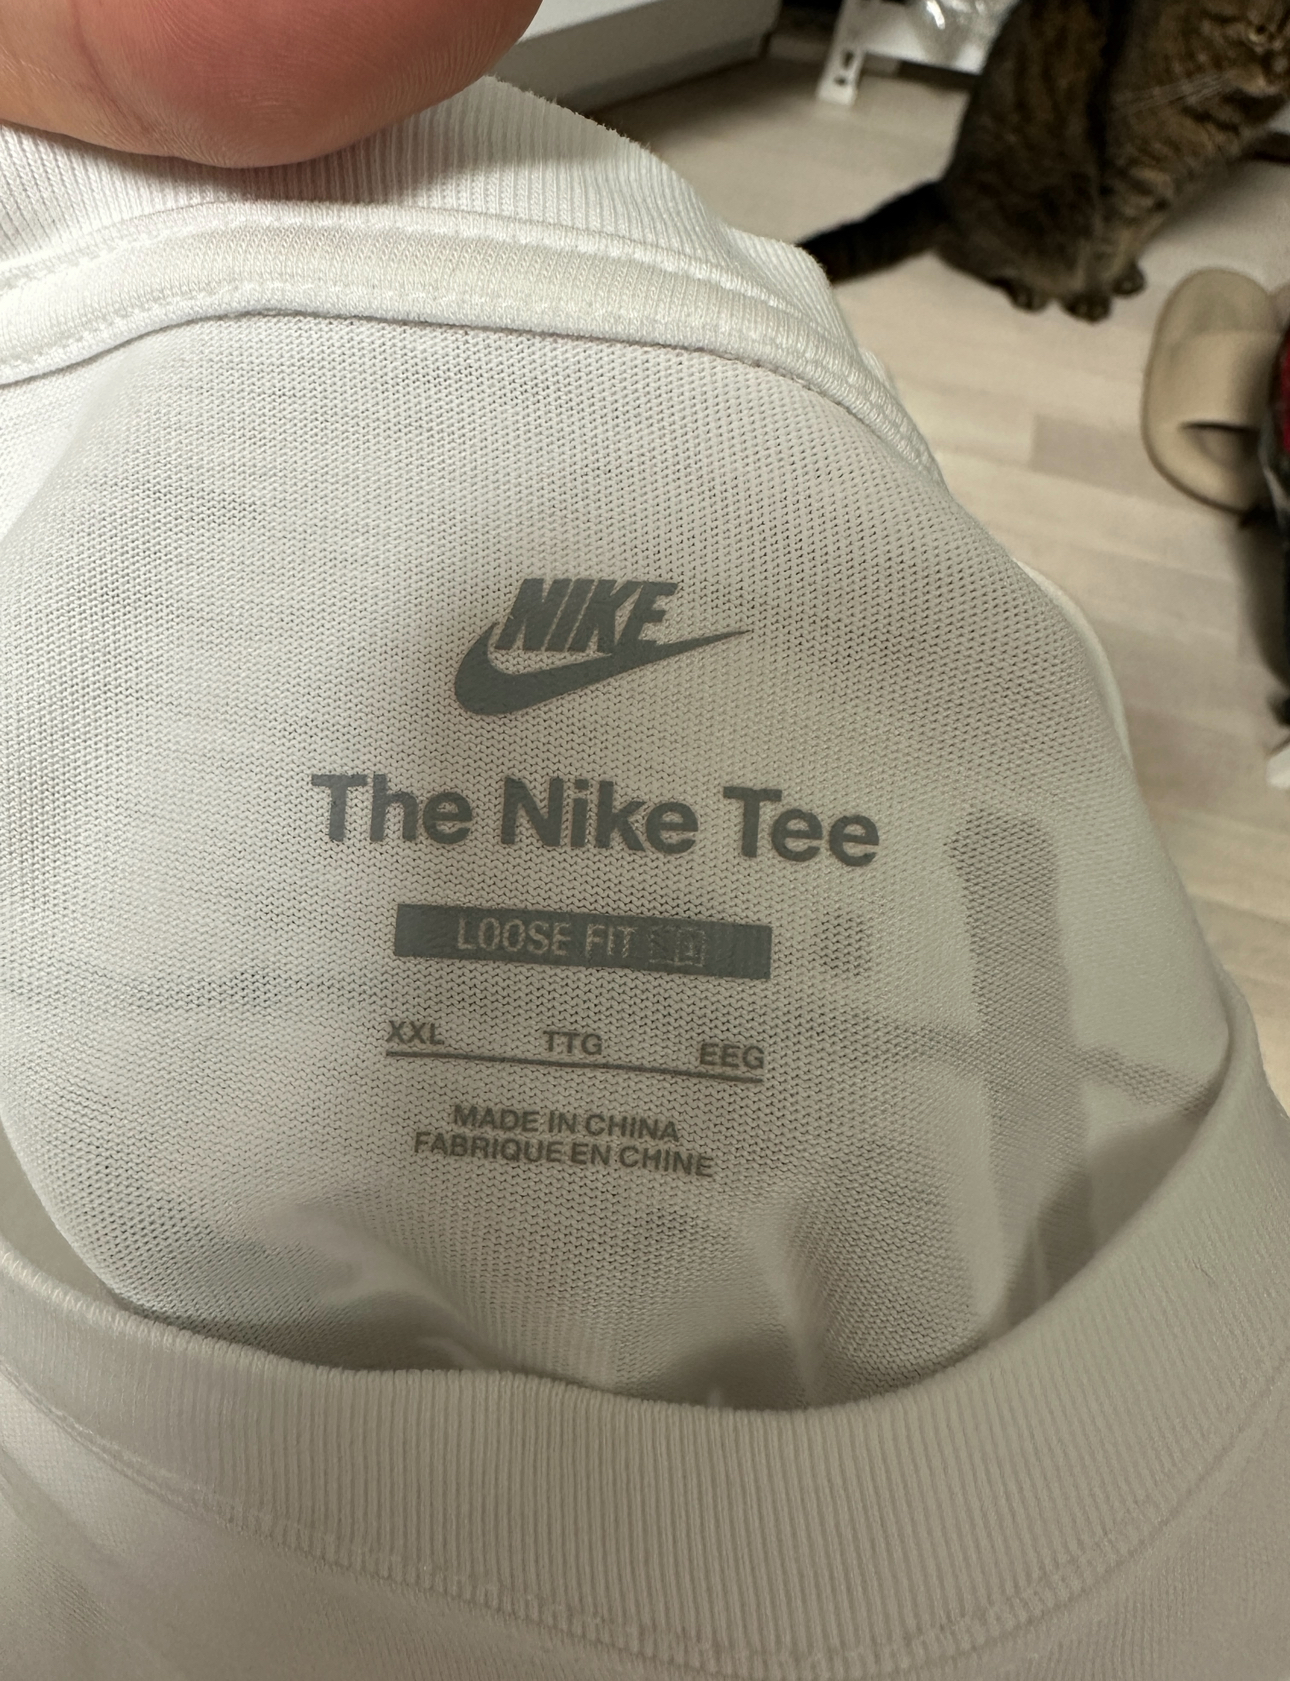 NIKE
The Nike Tee
LOOSE FIT
XXL TTG EEG
MADE IN CHINA
FABRIQUE EN CHINE